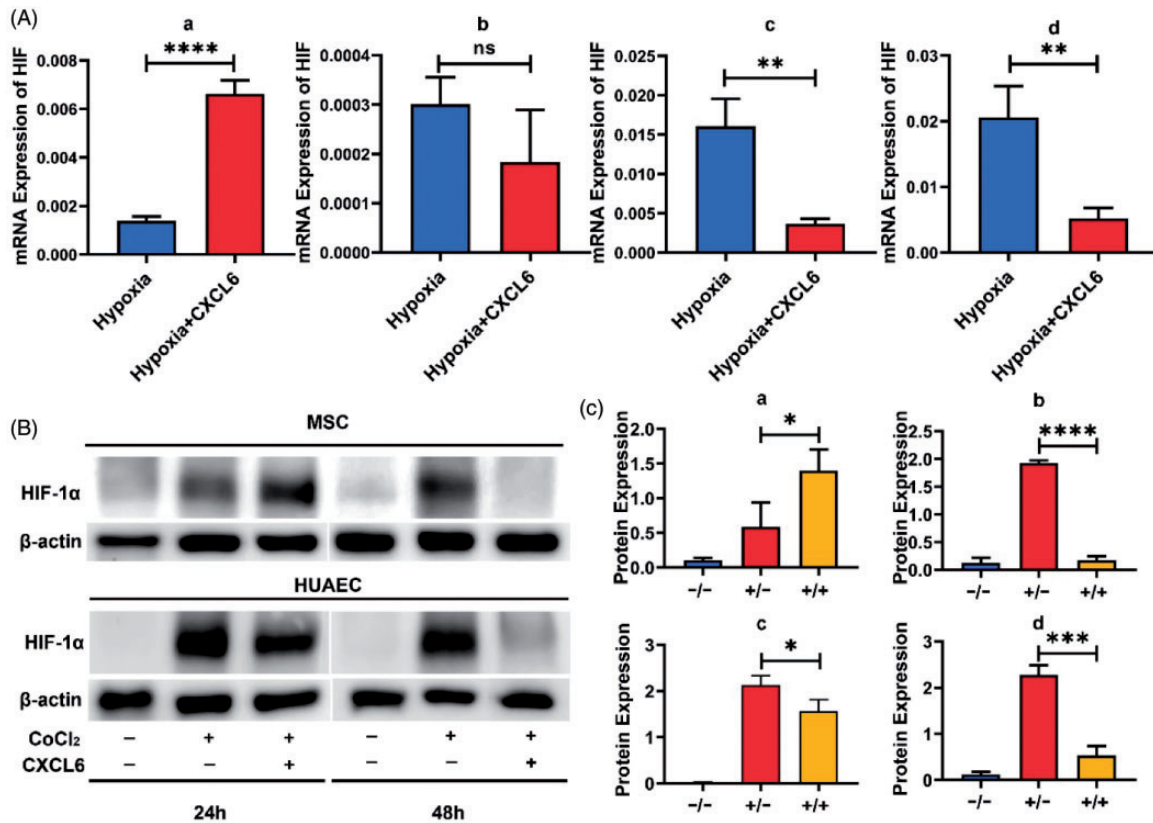 (A)
a
mRNA Expression of HIF
0.008
0.006
0.004
0.002
0.000
****
Hypoxia
Hypoxia+CXCL6
b
mRNA Expression of HIF
0.0004
0.0003
0.0002
0.0001
0.0000
ns
Hypoxia
Hypoxia+CXCL6
c
mRNA Expression of HIF
0.025
0.020
0.015
0.010
0.005
0.000
**
Hypoxia
Hypoxia+CXCL6
d
mRNA Expression of HIF
0.03
0.02
0.01
0.00
**
Hypoxia
Hypoxia+CXCL6
(B)
MSC
HIF-1α
β-actin
HUAEC
HIF-1α
β-actin
CoCl₂ − + + − + +
CXCL6 − − + − − +
24h 48h
(c)
a
Protein Expression
2.0
1.5
1.0
0.5
0.0
*
−/− +/− +/+
b
Protein Expression
2.5
2.0
1.5
1.0
0.5
0.0
****
−/− +/− +/+
c
Protein Expression
3
2
1
0
*
−/− +/− +/+
d
Protein Expression
3
2
1
0
***
−/− +/− +/+